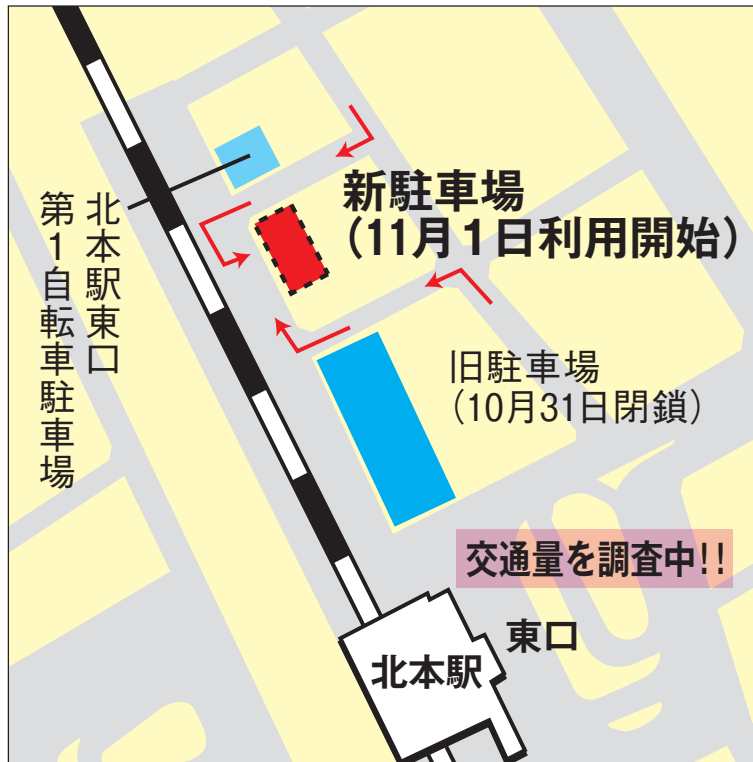 新駐車場
（11月1日利用開始）
北本駅東口
第1自転車駐車場
旧駐車場
（10月31日閉鎖）
交通量を調査中!!
東口
北本駅